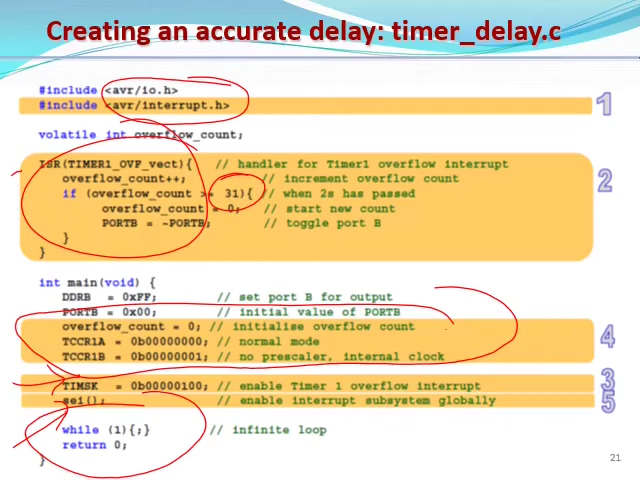 Creating an accurate delay: timer_delay.c
#include <avr/io.h>
#include <avr/interrupt.h>
1
volatile int overflow_count;
ISR(TIMER1_OVF_vect){ // handler for Timer1 overflow interrupt
overflow_count++; // increment overflow count
2
if (overflow_count >= 31){ // when 2s has passed
overflow_count = 0; // start new count
PORTB = ~PORTB; // toggle port B
}
}
int main(void) {
DDRB = 0xFF; // set port B for output
PORTB = 0x00; // initial value of PORTB
overflow_count = 0; // initialise overflow count
4
TCCR1A = 0b00000000; // normal mode
TCCR1B = 0b00000001; // no prescaler, internal clock
3
TIMSK = 0b00000100; // enable Timer 1 overflow interrupt
sei(); // enable interrupt subsystem globally
5
while (1){;} // infinite loop
return 0;
}
21